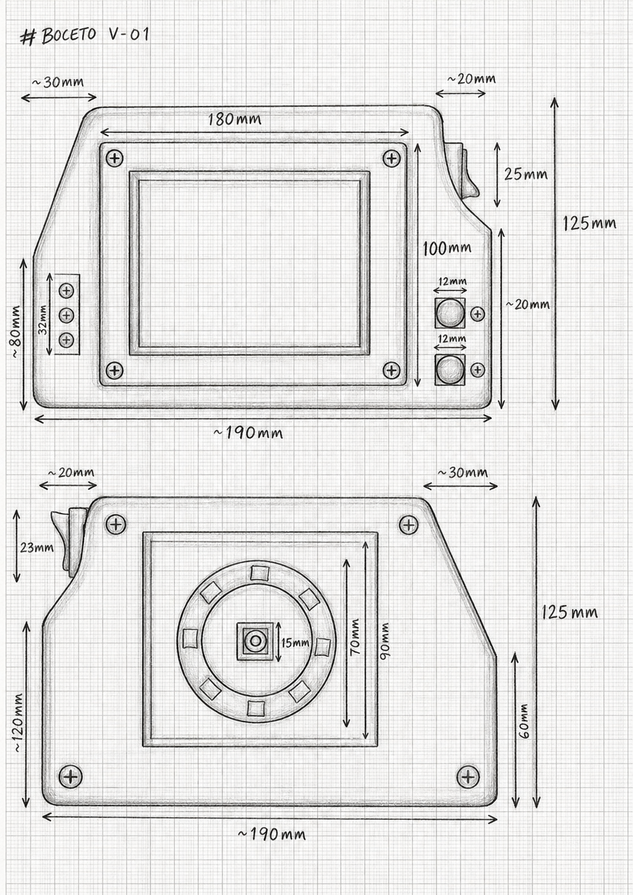 # BOCETO V-01
~30mm
~20mm
180mm
25mm
125mm
100mm
12mm
~20mm
32mm
~80mm
12mm
~190mm
~20mm
~30mm
23mm
125mm
15mm
70mm
90mm
~120mm
60mm
~190mm